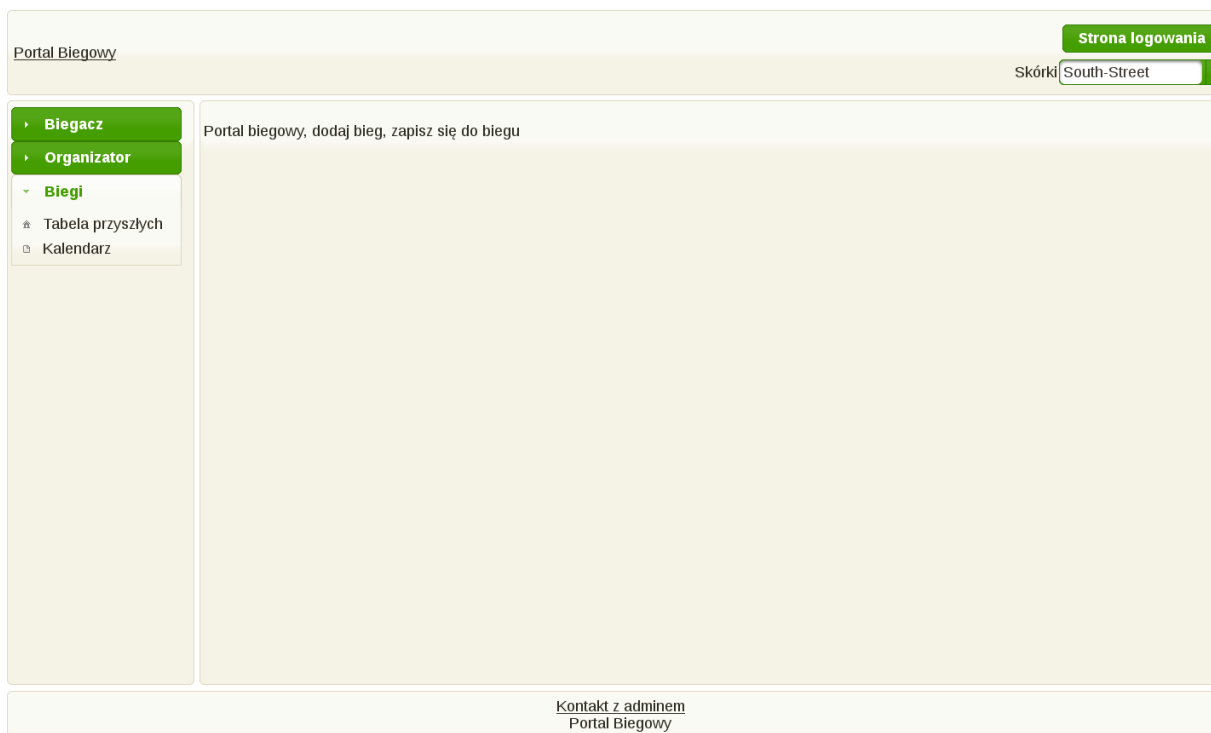 Portal Biegowy
Strona logowania
Skórki South-Street
Biegacz
Organizator
Biegi
Tabela przyszłych
Kalendarz
Portal biegowy, dodaj bieg, zapisz się do biegu
Kontakt z adminem
Portal Biegowy